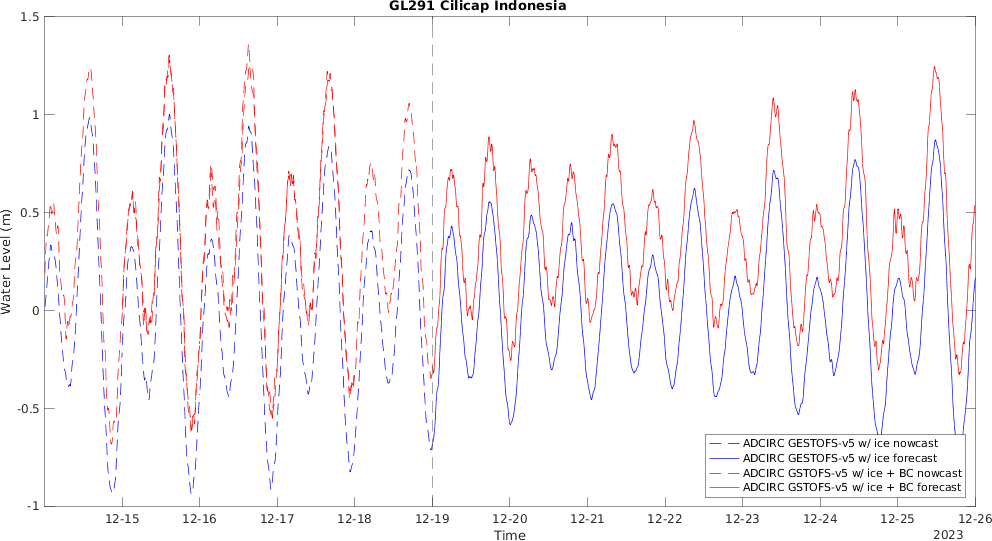 GL291 Cilicap Indonesia
Water Level (m)
1.5
1
0.5
0
-0.5
-1
ADCIRC GESTOFS-v5 w/ ice nowcast
ADCIRC GESTOFS-v5 w/ ice forecast
ADCIRC GSTOFS-v5 w/ ice + BC nowcast
ADCIRC GSTOFS-v5 w/ ice + BC forecast
12-15 12-16 12-17 12-18 12-19 12-20 12-21 12-22 12-23 12-24 12-25 12-26
Time
2023